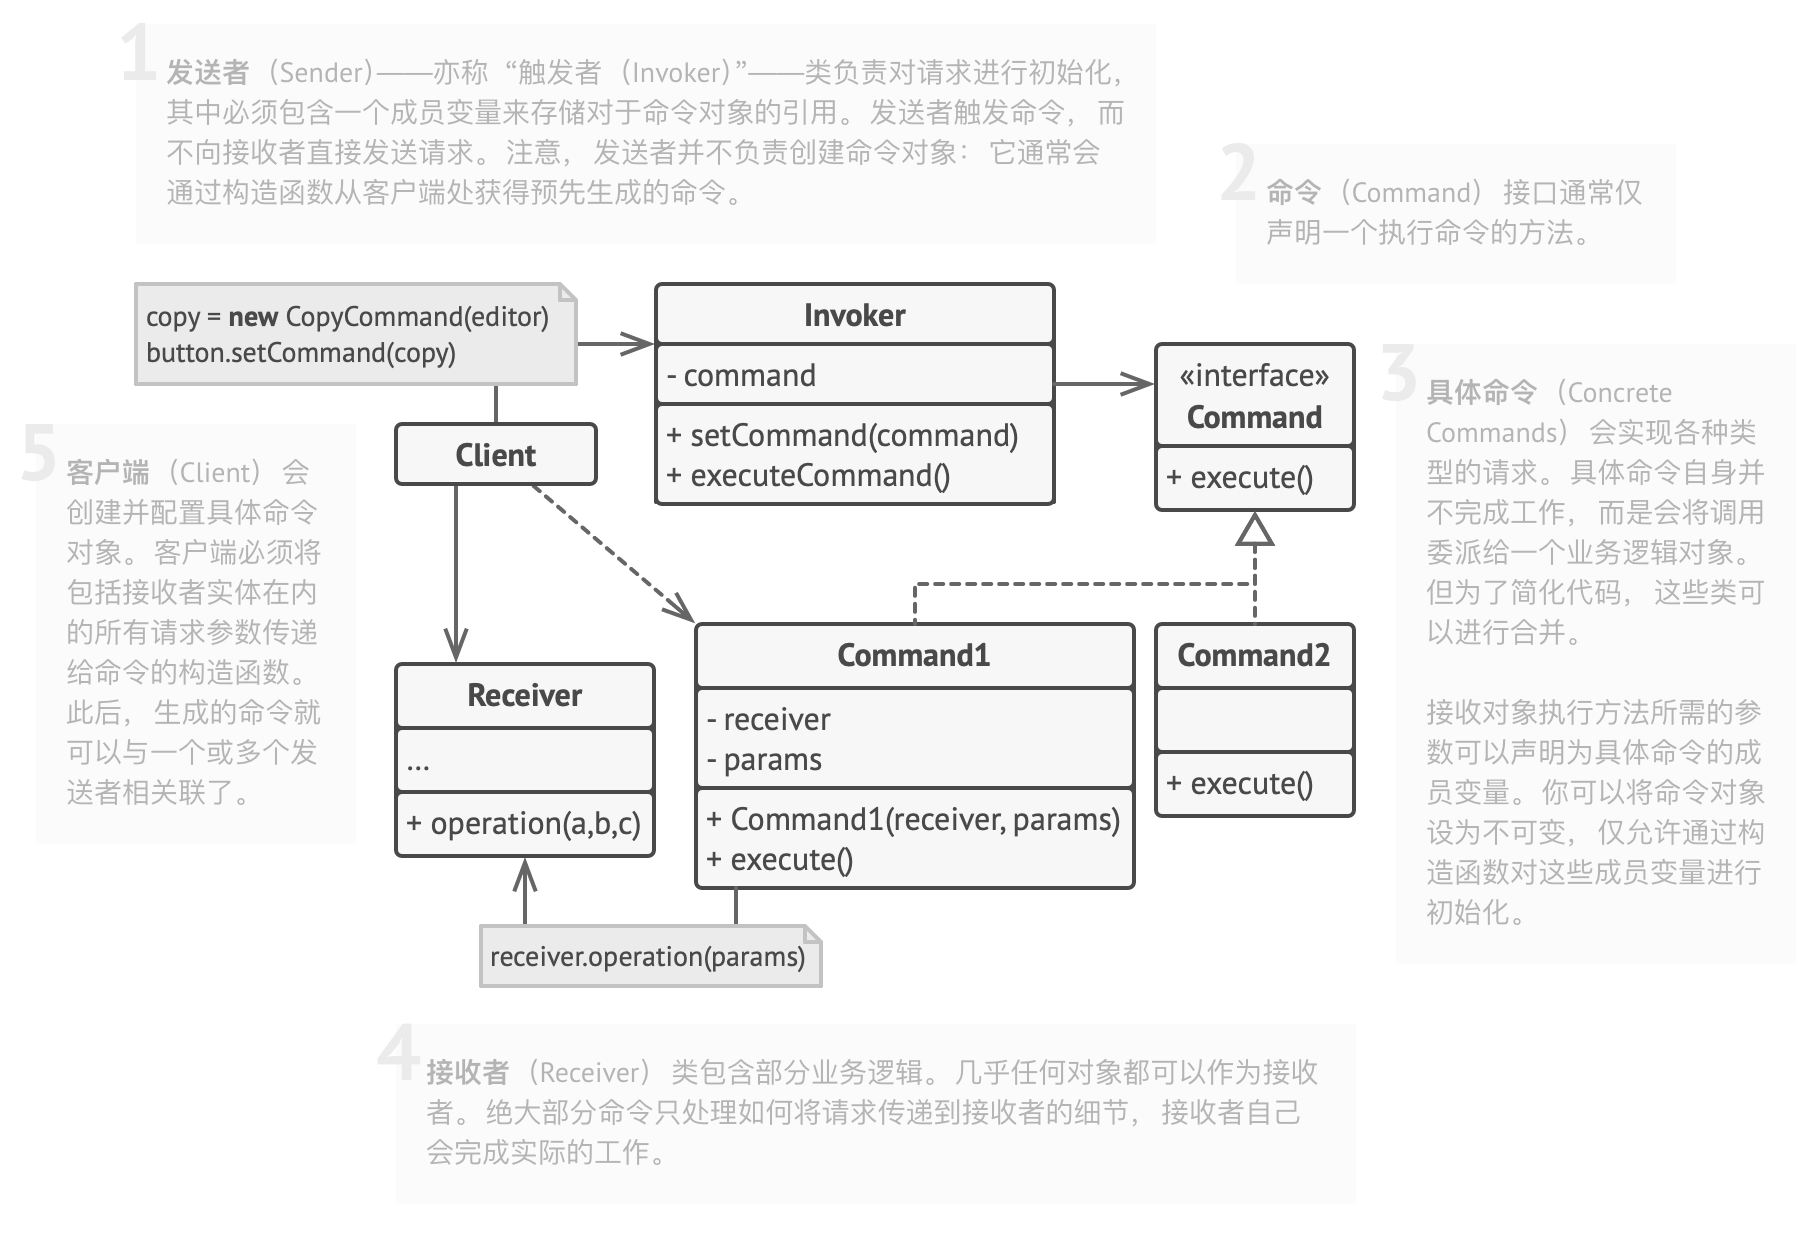 1
发送者（Sender）——亦称“触发者（Invoker）”——类负责对请求进行初始化，
其中必须包含一个成员变量来存储对于命令对象的引用。发送者触发命令，而
不向接收者直接发送请求。注意，发送者并不负责创建命令对象：它通常会
通过构造函数从客户端处获得预先生成的命令。
2
命令（Command）接口通常仅
声明一个执行命令的方法。
copy = new CopyCommand(editor)
button.setCommand(copy)
Invoker
- command
+ setCommand(command)
+ executeCommand()
«interface»
Command
+ execute()
3
具体命令（Concrete
Commands）会实现各种类
型的请求。具体命令自身并
不完成工作，而是会将调用
委派给一个业务逻辑对象。
但为了简化代码，这些类可
以进行合并。
接收对象执行方法所需的参
数可以声明为具体命令的成
员变量。你可以将命令对象
设为不可变，仅允许通过构
造函数对这些成员变量进行
初始化。
Client
5
客户端（Client）会
创建并配置具体命令
对象。客户端必须将
包括接收者实体在内
的所有请求参数传递
给命令的构造函数。
此后，生成的命令就
可以与一个或多个发
送者相关联了。
Receiver
...
+ operation(a,b,c)
Command1
- receiver
- params
+ Command1(receiver, params)
+ execute()
Command2
+ execute()
receiver.operation(params)
4
接收者（Receiver）类包含部分业务逻辑。几乎任何对象都可以作为接收
者。绝大部分命令只处理如何将请求传递到接收者的细节，接收者自己
会完成实际的工作。